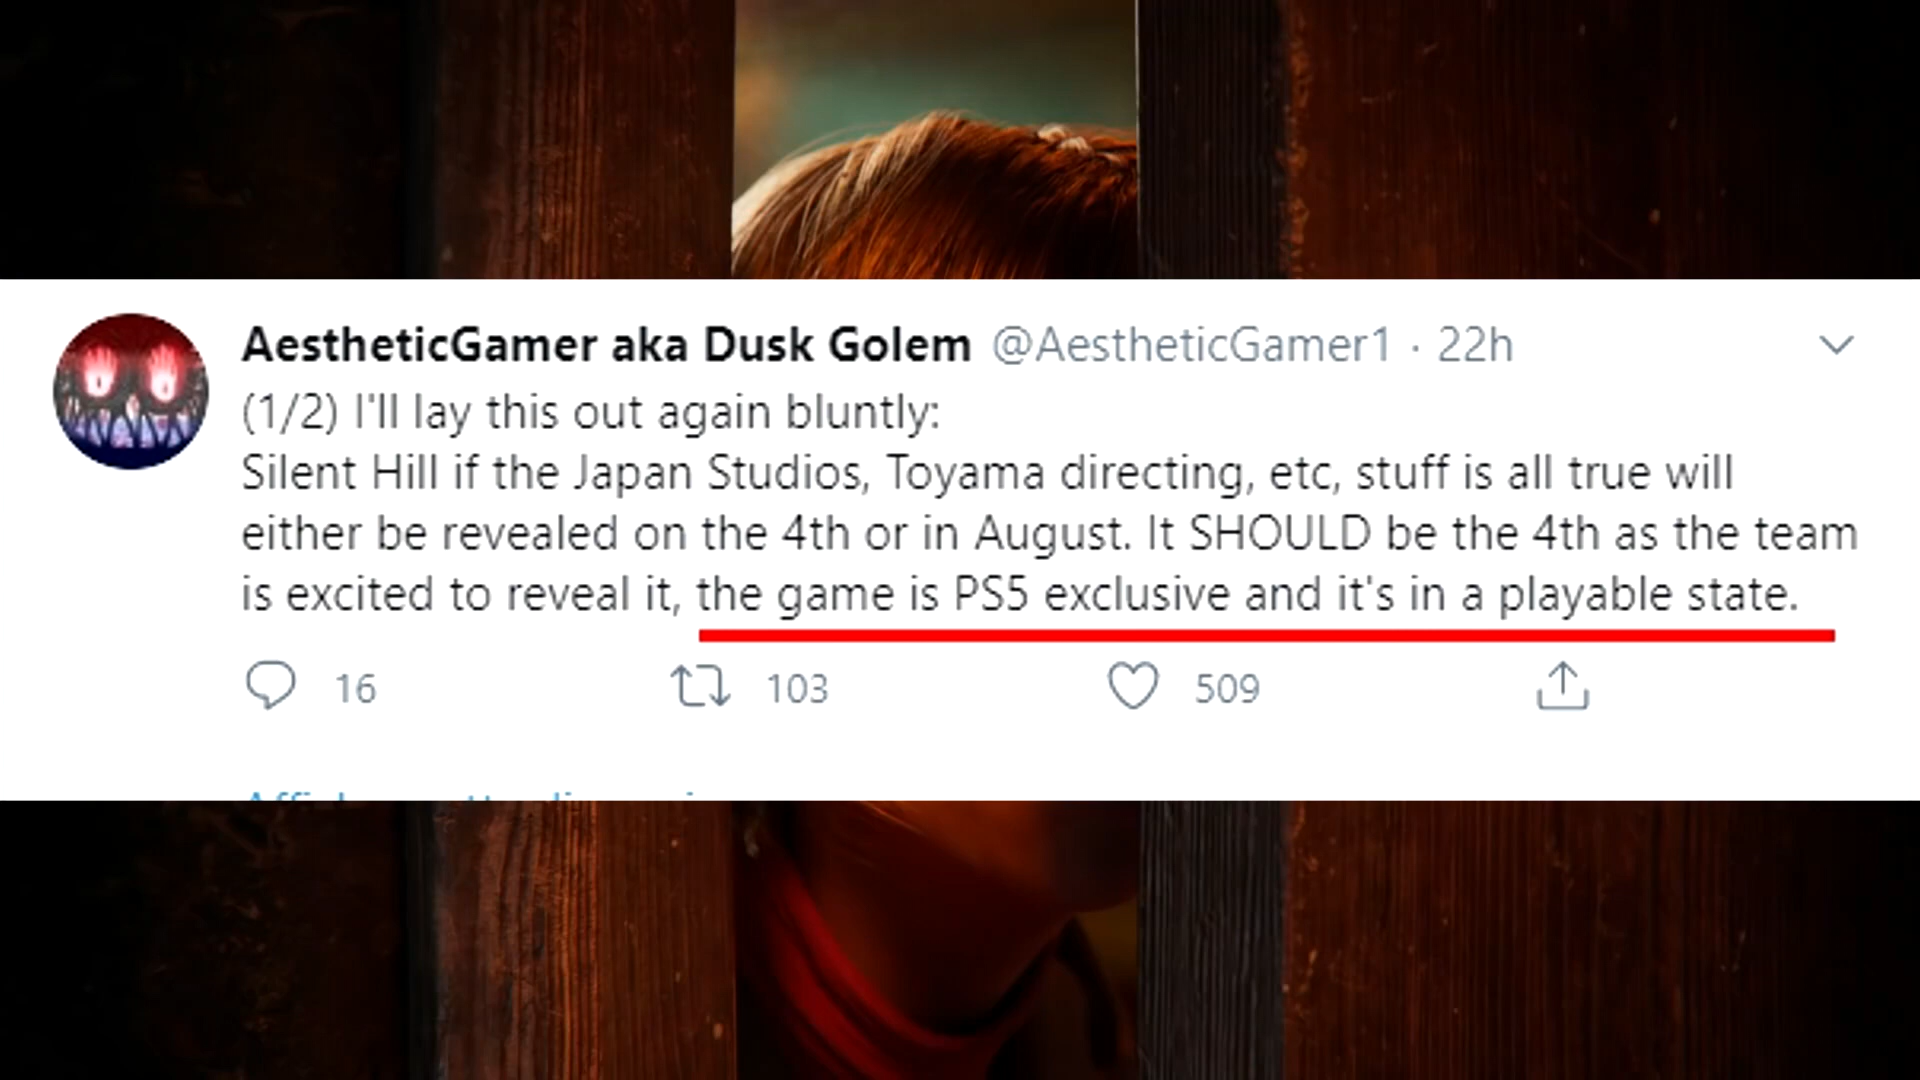 AestheticGamer aka Dusk Golem @AestheticGamer1 · 22h
(1/2) I'll lay this out again bluntly:
Silent Hill if the Japan Studios, Toyama directing, etc, stuff is all true will
either be revealed on the 4th or in August. It SHOULD be the 4th as the team
is excited to reveal it, the game is PS5 exclusive and it's in a playable state.
16 103 509